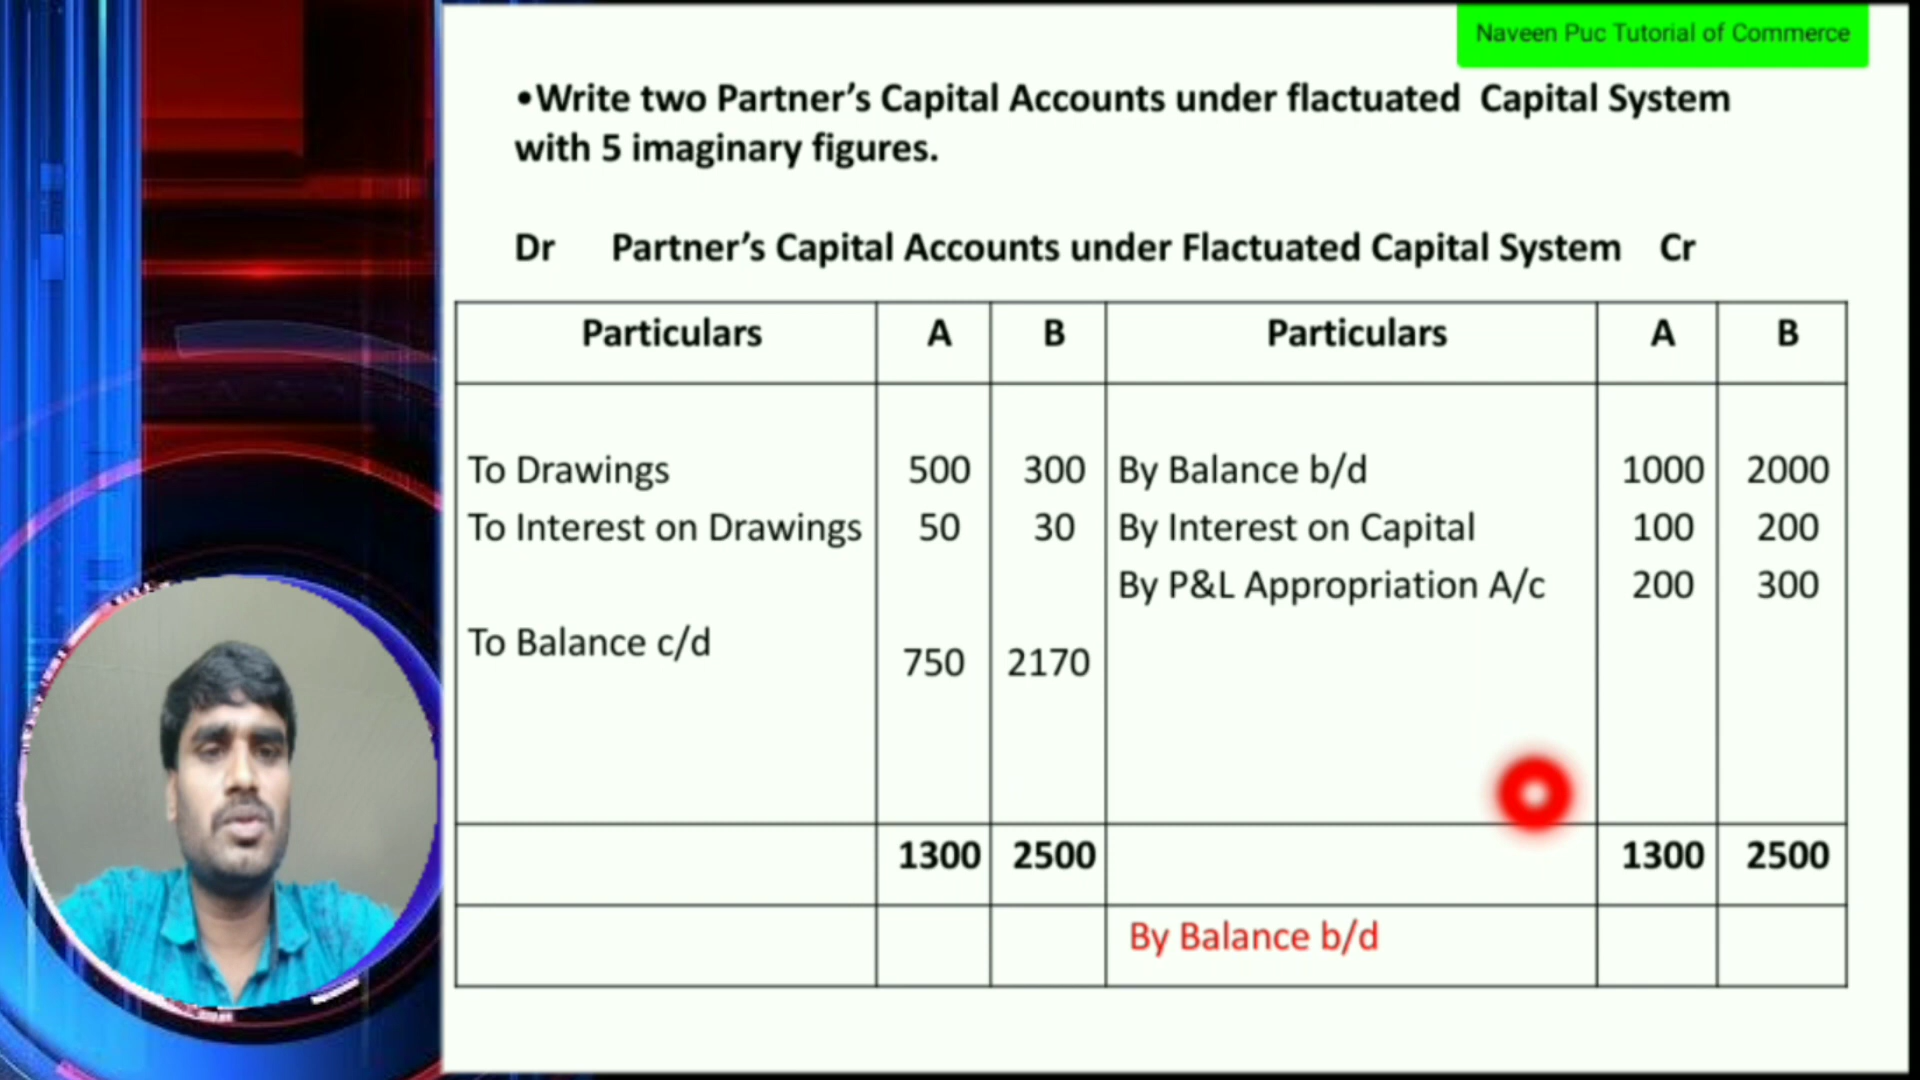 Naveen Puc Tutorial of Commerce
•Write two Partner’s Capital Accounts under flactuated Capital System
with 5 imaginary figures.
Dr Partner’s Capital Accounts under Flactuated Capital System Cr
Particulars A B Particulars A B
To Drawings 500 300 By Balance b/d 1000 2000
To Interest on Drawings 50 30 By Interest on Capital 100 200
By P&L Appropriation A/c 200 300
To Balance c/d 750 2170
1300 2500 1300 2500
By Balance b/d